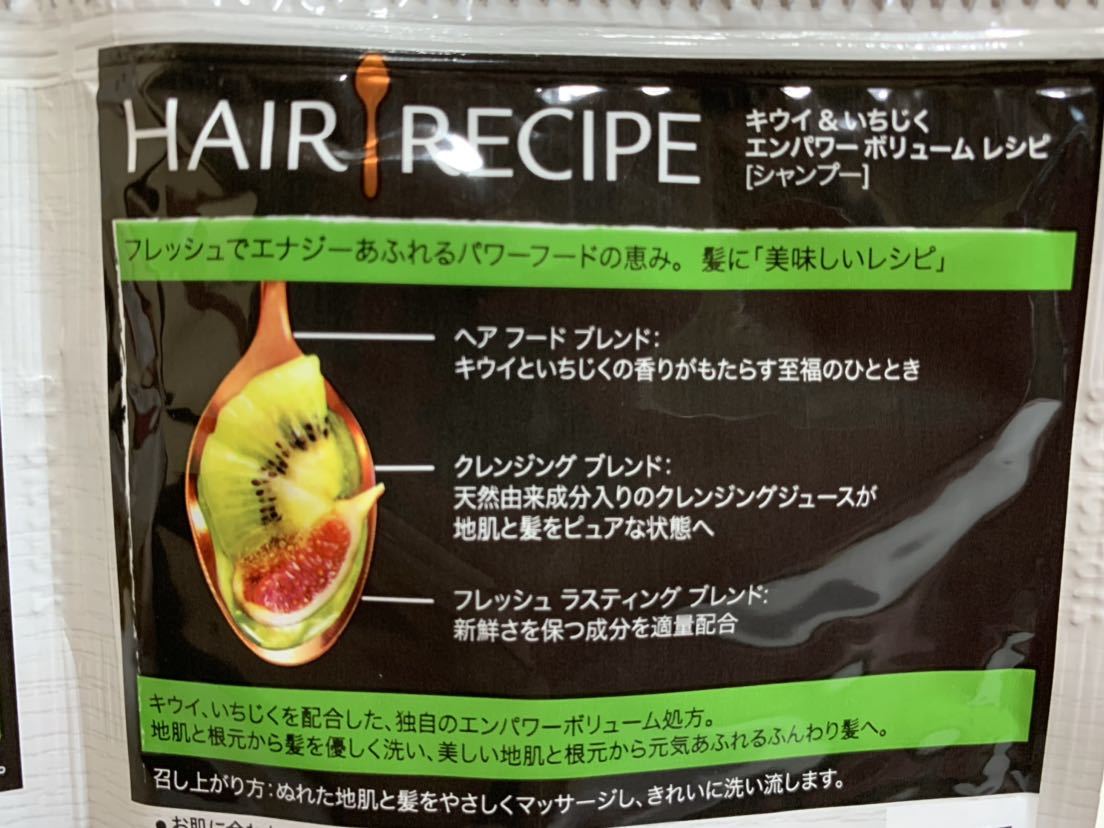 HAIR RECIPE
キウイ & いちじく
エンパワー ボリューム レシピ
[シャンプー]
フレッシュでエナジーあふれるパワーフードの恵み。 髪に「美味しいレシピ」
ヘア フード ブレンド:
キウイといちじくの香りがもたらす至福のひととき
クレンジング ブレンド:
天然由来成分入りのクレンジングジュースが
地肌と髪をピュアな状態へ
フレッシュ ラスティング ブレンド:
新鮮さを保つ成分を適量配合
キウイ、いちじくを配合した、独自のエンパワーボリューム処方。
地肌と根元から髪を優しく洗い、美しい地肌と根元から元気あふれるふんわり髪へ。
召し上がり方:ぬれた地肌と髪をやさしくマッサージし、きれいに洗い流します。